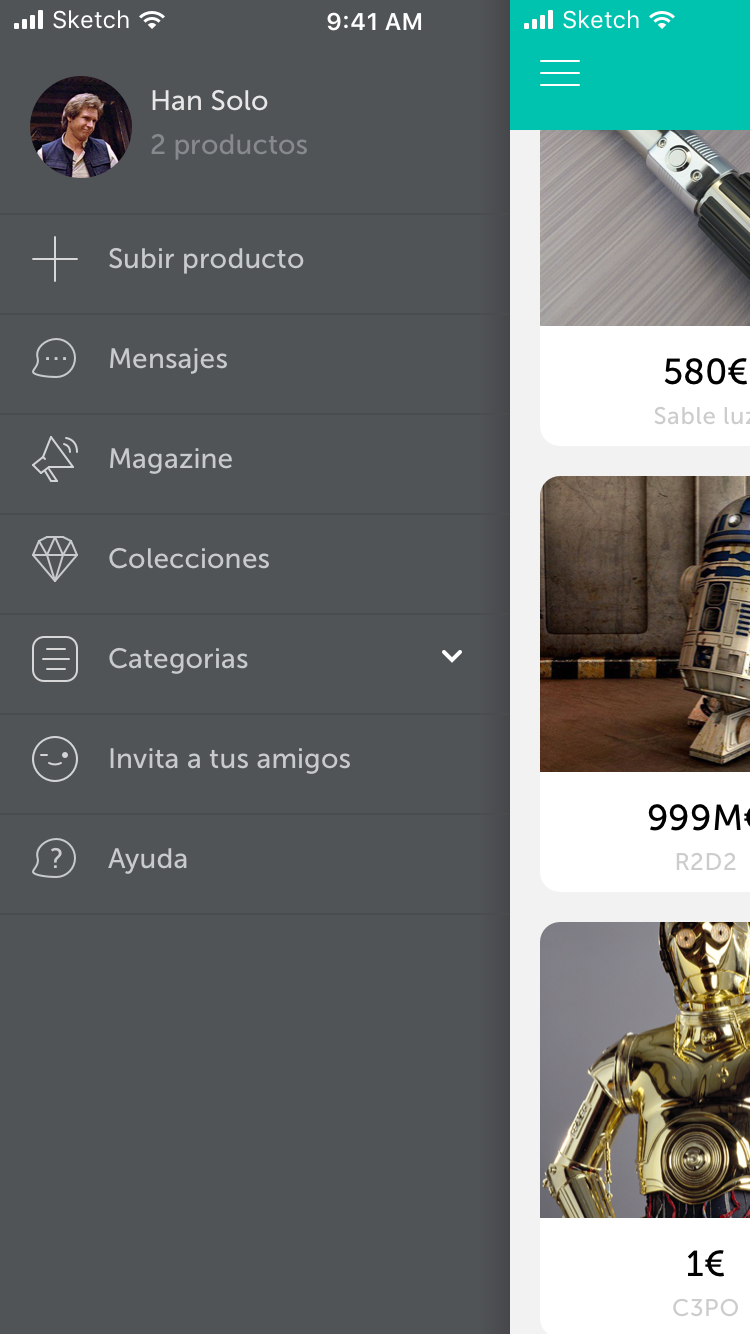 Sketch 9:41 AM
Han Solo
2 productos
Subir producto
Mensajes
Magazine
Colecciones
Categorias
Invita a tus amigos
?
Ayuda
Sketch
580€
Sable luz
999M€
R2D2
1€
C3PO